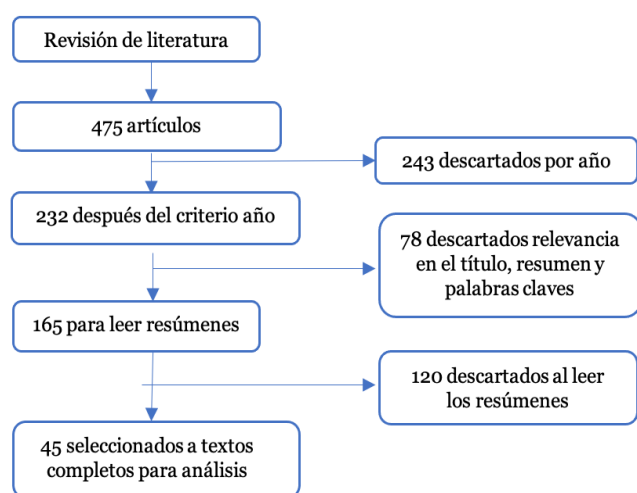 Revisión de literatura
475 artículos
243 descartados por año
232 después del criterio año
78 descartados relevancia
en el título, resumen y
palabras claves
165 para leer resúmenes
120 descartados al leer
los resúmenes
45 seleccionados a textos
completos para análisis